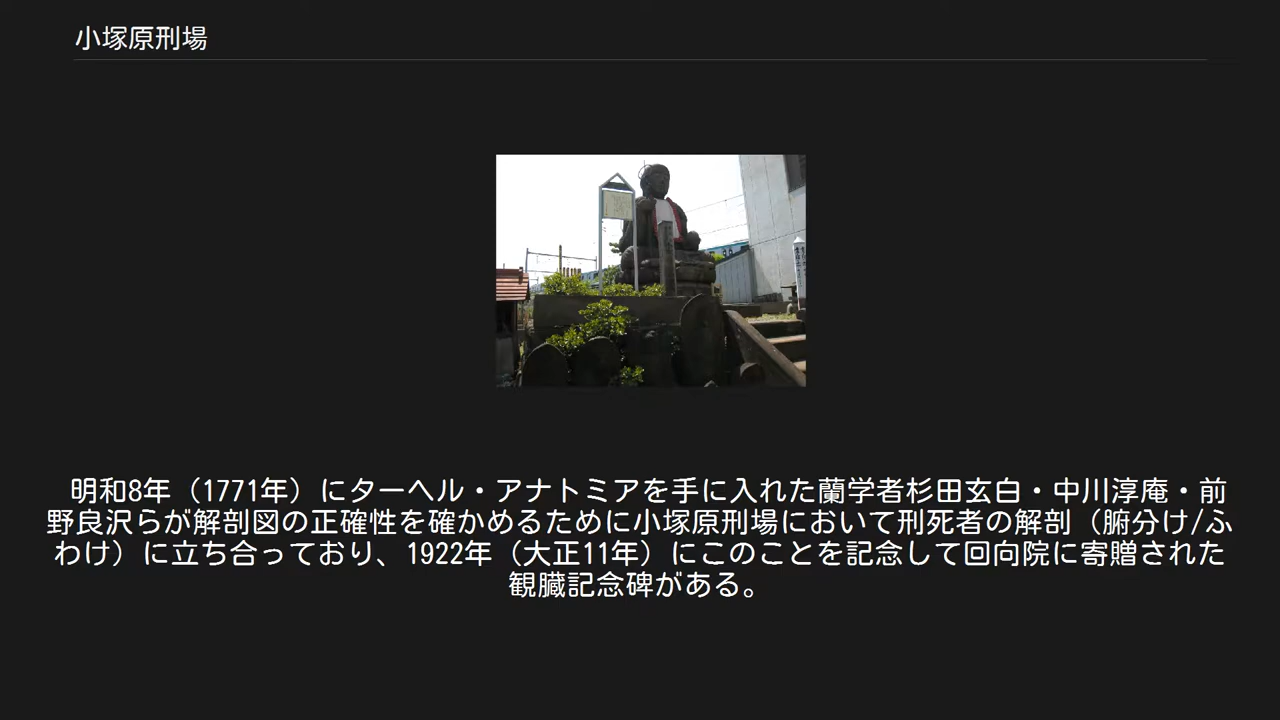 小塚原刑場
明和8年（1771年）にターヘル・アナトミアを手に入れた蘭学者杉田玄白・中川淳庵・前
野良沢らが解剖図の正確性を確かめるために小塚原刑場において刑死者の解剖（腑分け/ふ
わけ）に立ち合っており、1922年（大正11年）にこのことを記念して回向院に寄贈された
観臓記念碑がある。